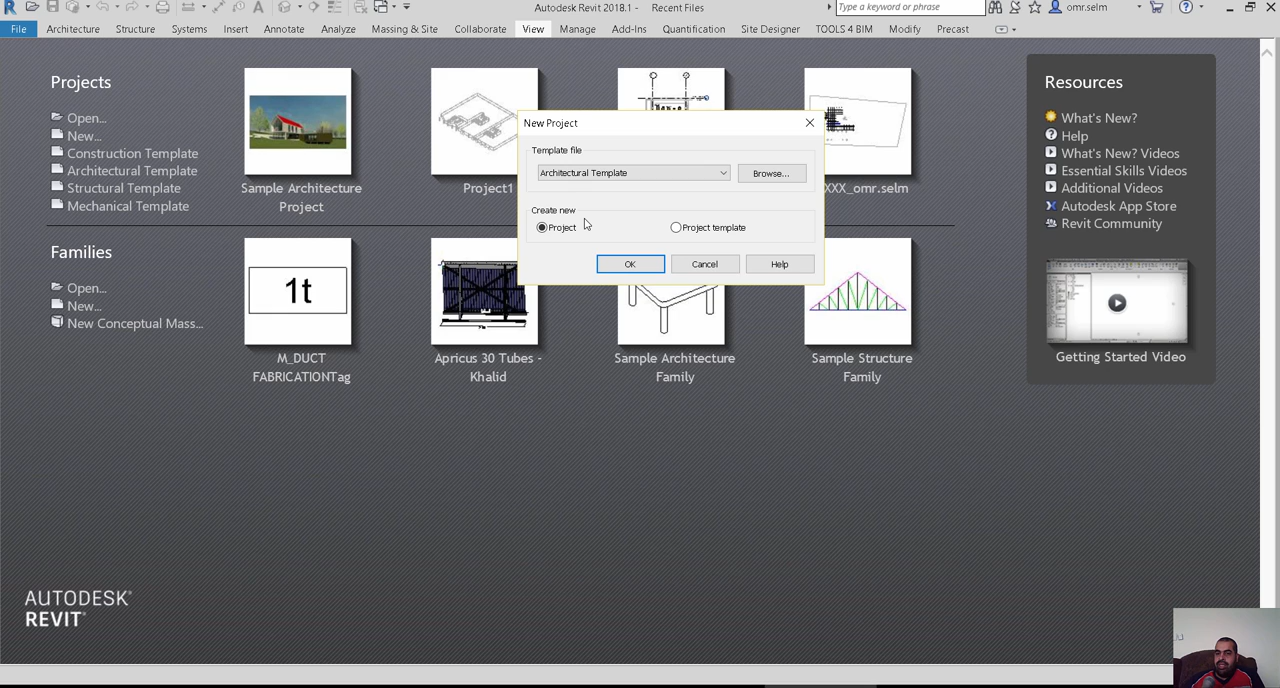 Autodesk Revit 2018.1 - Recent Files
Type a keyword or phrase
omr.selm
File Architecture Structure Systems Insert Annotate Analyze Massing & Site Collaborate View Manage Add-Ins Quantification Site Designer TOOLS 4 BIM Modify Precast
Projects
Open...
New...
Construction Template
Architectural Template
Structural Template
Mechanical Template
Sample Architecture
Project
Project1
XXX_omr.selm
New Project
Template file
Architectural Template
Browse...
Create new
Project
Project template
OK
Cancel
Help
Families
Open...
New...
New Conceptual Mass...
1t
M_DUCT
FABRICATIONTag
Apricus 30 Tubes -
Khalid
Sample Architecture
Family
Sample Structure
Family
Resources
What's New?
Help
What's New? Videos
Essential Skills Videos
Additional Videos
Autodesk App Store
Revit Community
Getting Started Video
AUTODESK®
REVIT®